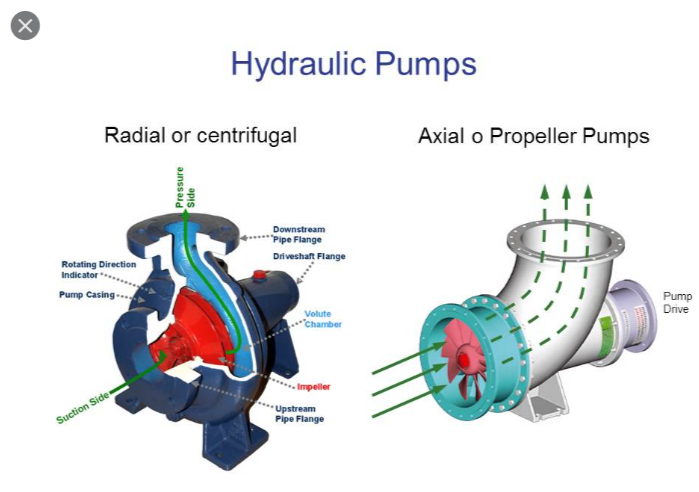 Hydraulic Pumps
Radial or centrifugal
Axial o Propeller Pumps
Pressure
Side
Downstream
Pipe Flange
Driveshaft Flange
Rotating Direction
Indicator
Pump Casing
Volute
Chamber
Impeller
Suction Side
Upstream
Pipe Flange
Pump
Drive